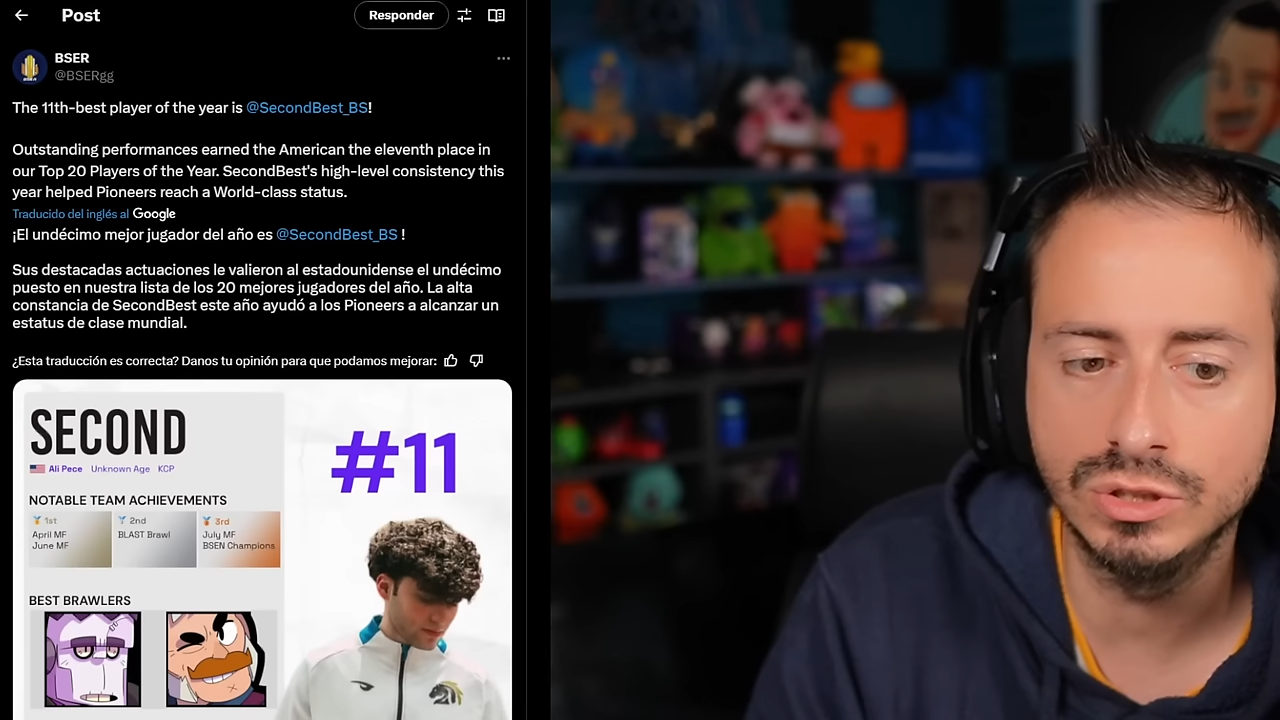 Post
Responder
BSER
@BSERgg
The 11th-best player of the year is @SecondBest_BS!
Outstanding performances earned the American the eleventh place in
our Top 20 Players of the Year. SecondBest's high-level consistency this
year helped Pioneers reach a World-class status.
Traducido del inglés al Google
¡El undécimo mejor jugador del año es @SecondBest_BS !
Sus destacadas actuaciones le valieron al estadounidense el undécimo
puesto en nuestra lista de los 20 mejores jugadores del año. La alta
constancia de SecondBest este año ayudó a los Pioneers a alcanzar un
estatus de clase mundial.
¿Esta traducción es correcta? Danos tu opinión para que podamos mejorar:
SECOND
Ali Pece Unknown Age KCP
#11
NOTABLE TEAM ACHIEVEMENTS
1st
April MF
June MF
2nd
BLAST Brawl
3rd
July MF
BSEN Champions
BEST BRAWLERS